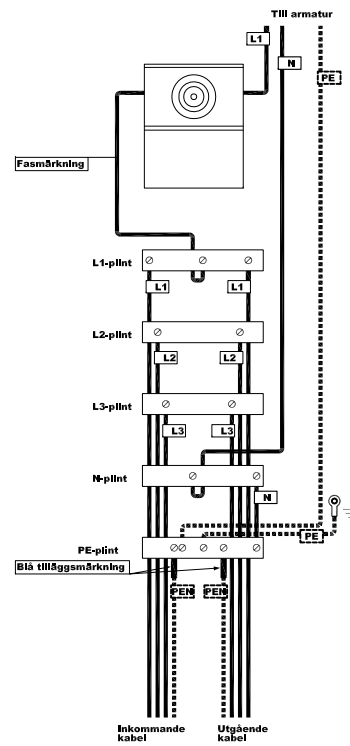 Till armatur
L1
N
PE
Fasmärkning
L1-plint
L1
L1
L2-plint
L2
L2
L3-plint
L3
L3
N-plint
N
PE
PE-plint
Blå tilläggsmärkning
PEN
PEN
Inkommande
kabel
Utgående
kabel